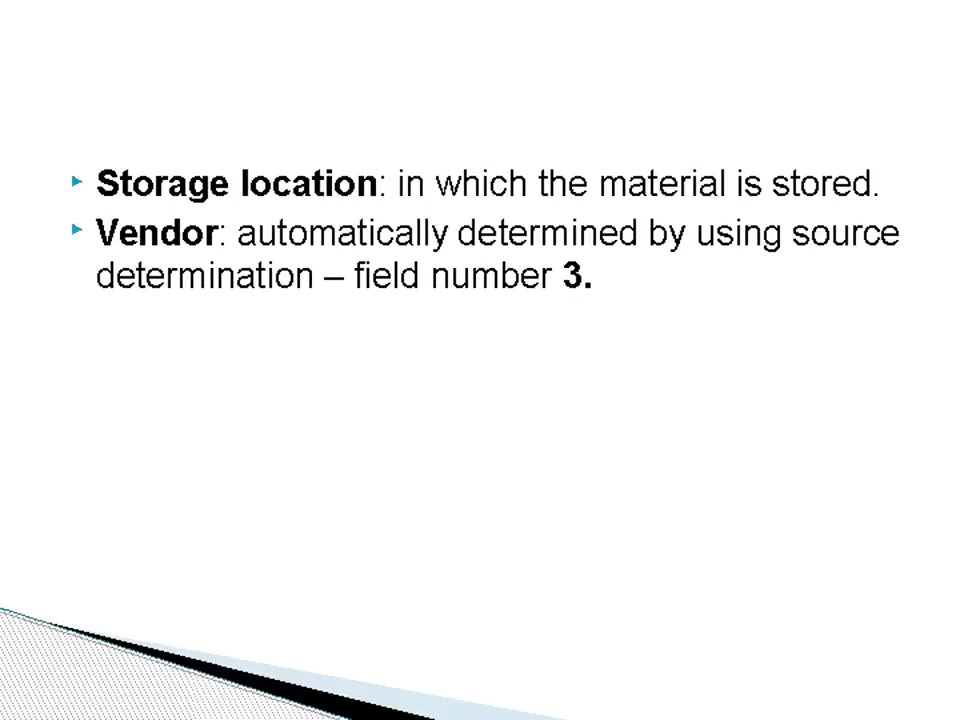 Storage location: in which the material is stored.
Vendor: automatically determined by using source
determination – field number 3.